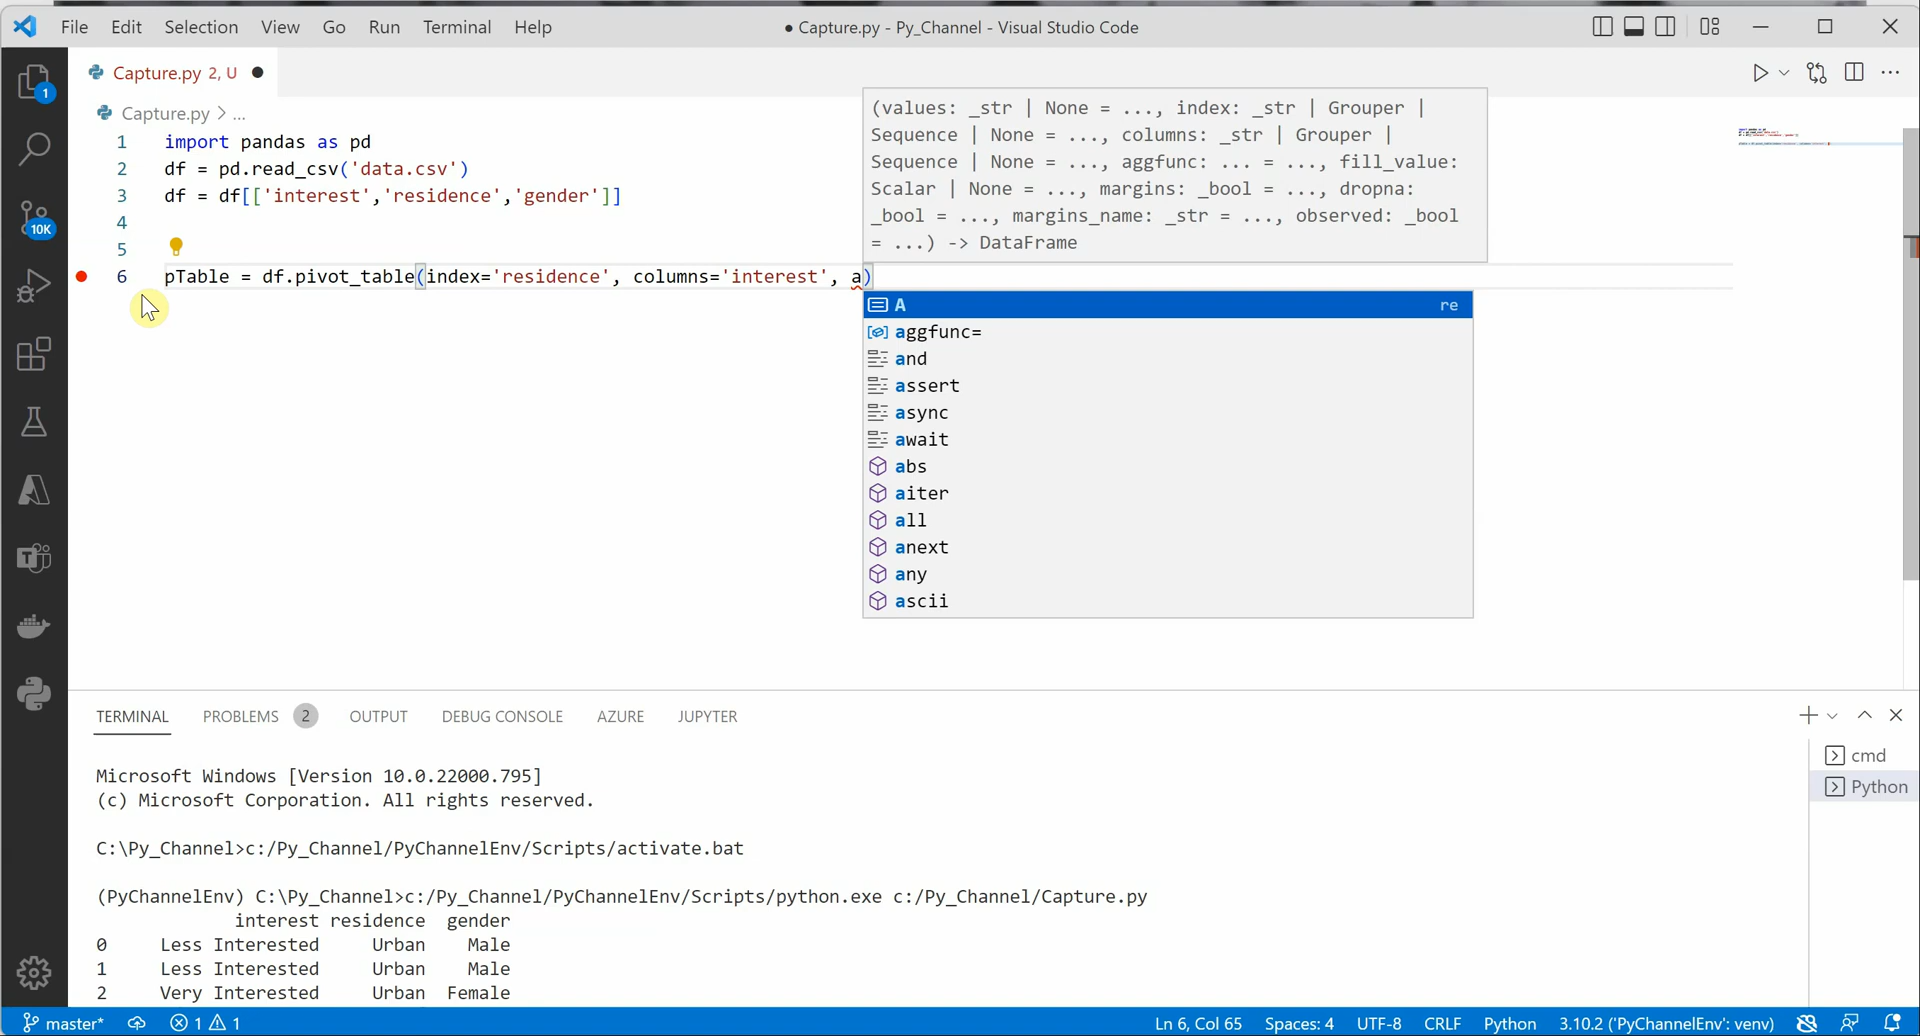 File Edit Selection View Go Run Terminal Help
● Capture.py - Py_Channel - Visual Studio Code
1
Capture.py 2, U ●
Capture.py > ...
1 import pandas as pd
2 df = pd.read_csv('data.csv')
3 df = df[['interest','residence','gender']]
4
5
6 pTable = df.pivot_table(index='residence', columns='interest', a)
(values: _str | None = ..., index: _str | Grouper |
Sequence | None = ..., columns: _str | Grouper |
Sequence | None = ..., aggfunc: ... = ..., fill_value:
Scalar | None = ..., margins: _bool = ..., dropna:
_bool = ..., margins_name: _str = ..., observed: _bool
= ...) -> DataFrame
A re
aggfunc=
and
assert
async
await
abs
aiter
all
anext
any
ascii
10K
TERMINAL PROBLEMS 2 OUTPUT DEBUG CONSOLE AZURE JUPYTER
cmd
Python
Microsoft Windows [Version 10.0.22000.795]
(c) Microsoft Corporation. All rights reserved.
C:\Py_Channel>c:/Py_Channel/PyChannelEnv/Scripts/activate.bat
(PyChannelEnv) C:\Py_Channel>c:/Py_Channel/PyChannelEnv/Scripts/python.exe c:/Py_Channel/Capture.py
interest residence gender
0 Less Interested Urban Male
1 Less Interested Urban Male
2 Very Interested Urban Female
master* 1 1 Ln 6, Col 65 Spaces: 4 UTF-8 CRLF Python 3.10.2 ('PyChannelEnv': venv)